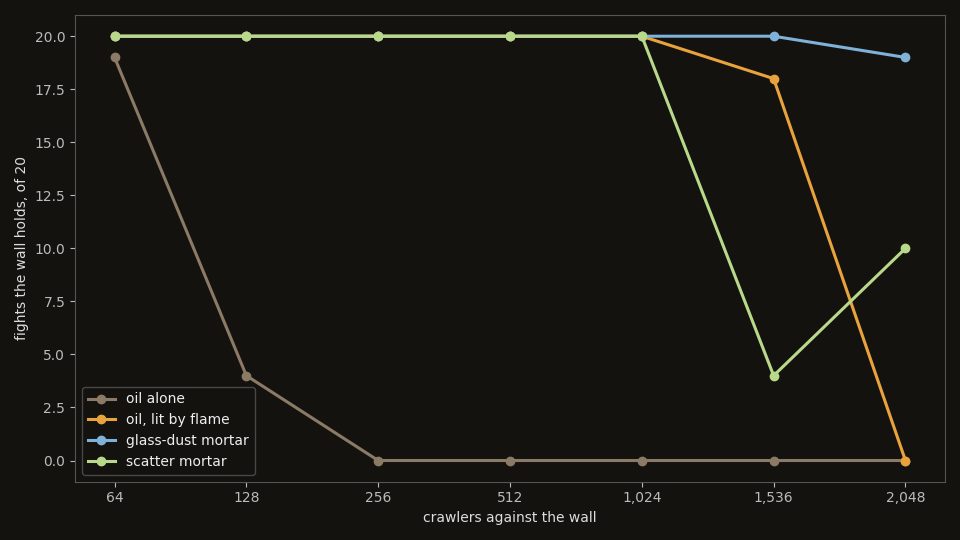 20.0
17.5
15.0
12.5
10.0
7.5
5.0
2.5
0.0
fights the wall holds, of 20
oil alone
oil, lit by flame
glass-dust mortar
scatter mortar
64 128 256 512 1,024 1,536 2,048
crawlers against the wall